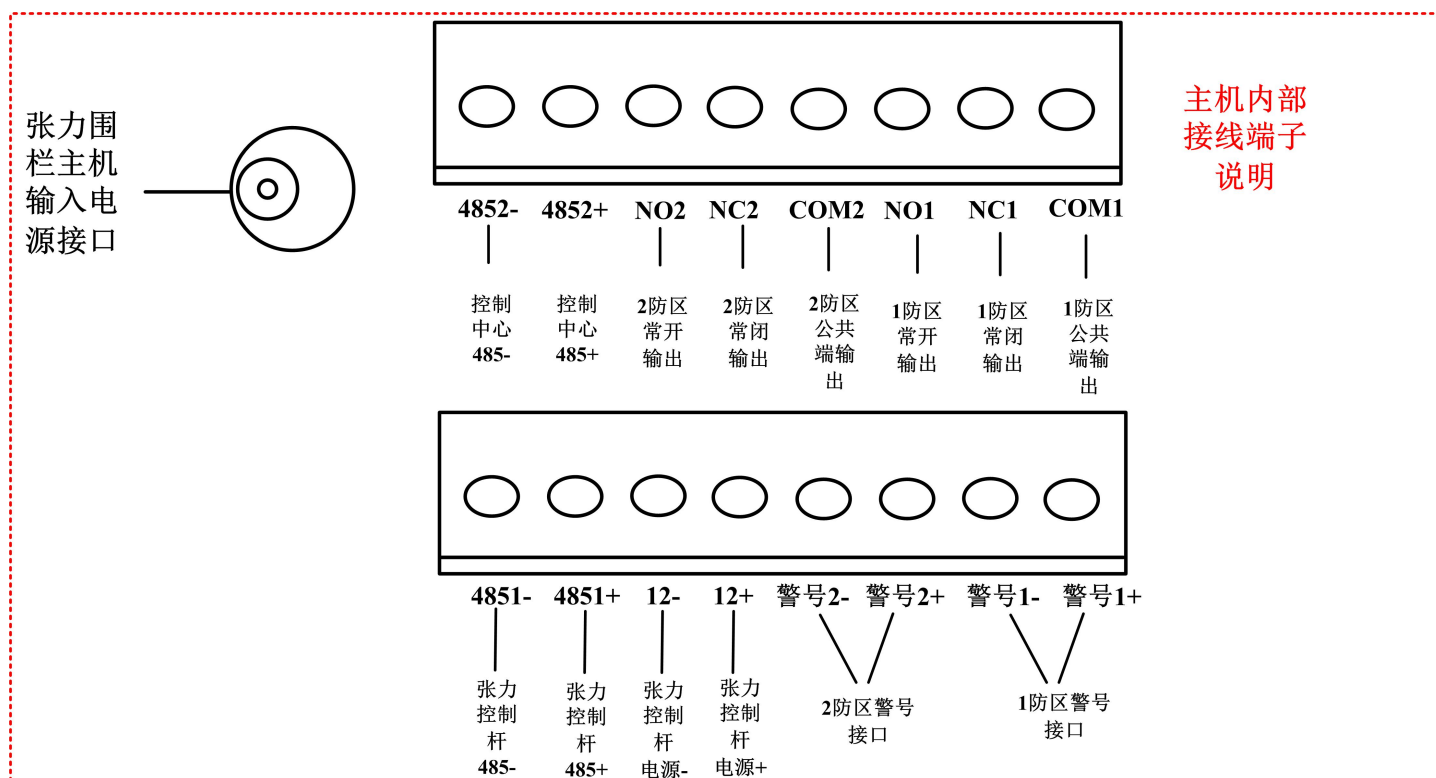 张力围
栏主机
输入电
源接口
主机内部
接线端子
说明
4852- 4852+ NO2 NC2 COM2 NO1 NC1 COM1
控制
中心
485-
控制
中心
485+
2防区
常开
输出
2防区
常闭
输出
2防区
公共
端输
出
1防区
常开
输出
1防区
常闭
输出
1防区
公共
端输
出
4851- 4851+ 12- 12+ 警号2- 警号2+ 警号1- 警号1+
张力
控制
杆
485-
张力
控制
杆
485+
张力
控制
杆
电源-
张力
控制
杆
电源+
2防区警号
接口
1防区警号
接口